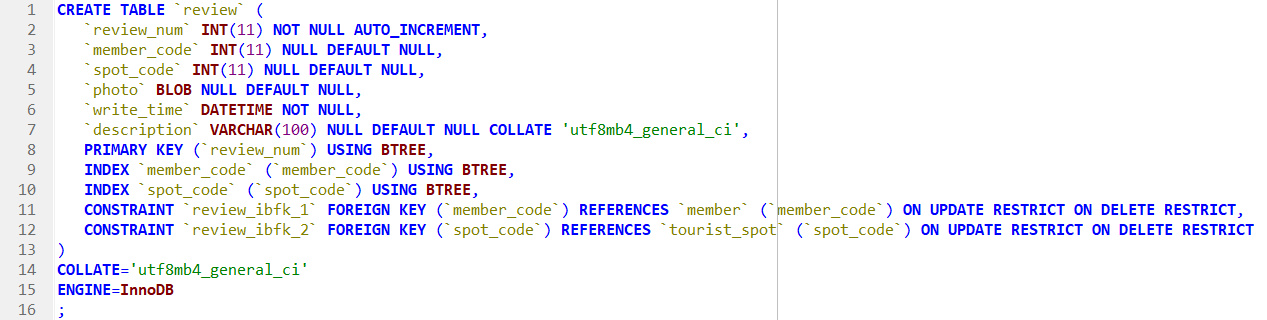 1 CREATE TABLE `review` (
2 `review_num` INT(11) NOT NULL AUTO_INCREMENT,
3 `member_code` INT(11) NULL DEFAULT NULL,
4 `spot_code` INT(11) NULL DEFAULT NULL,
5 `photo` BLOB NULL DEFAULT NULL,
6 `write_time` DATETIME NOT NULL,
7 `description` VARCHAR(100) NULL DEFAULT NULL COLLATE 'utf8mb4_general_ci',
8 PRIMARY KEY (`review_num`) USING BTREE,
9 INDEX `member_code` (`member_code`) USING BTREE,
10 INDEX `spot_code` (`spot_code`) USING BTREE,
11 CONSTRAINT `review_ibfk_1` FOREIGN KEY (`member_code`) REFERENCES `member` (`member_code`) ON UPDATE RESTRICT ON DELETE RESTRICT,
12 CONSTRAINT `review_ibfk_2` FOREIGN KEY (`spot_code`) REFERENCES `tourist_spot` (`spot_code`) ON UPDATE RESTRICT ON DELETE RESTRICT
13 )
14 COLLATE='utf8mb4_general_ci'
15 ENGINE=InnoDB
16 ;